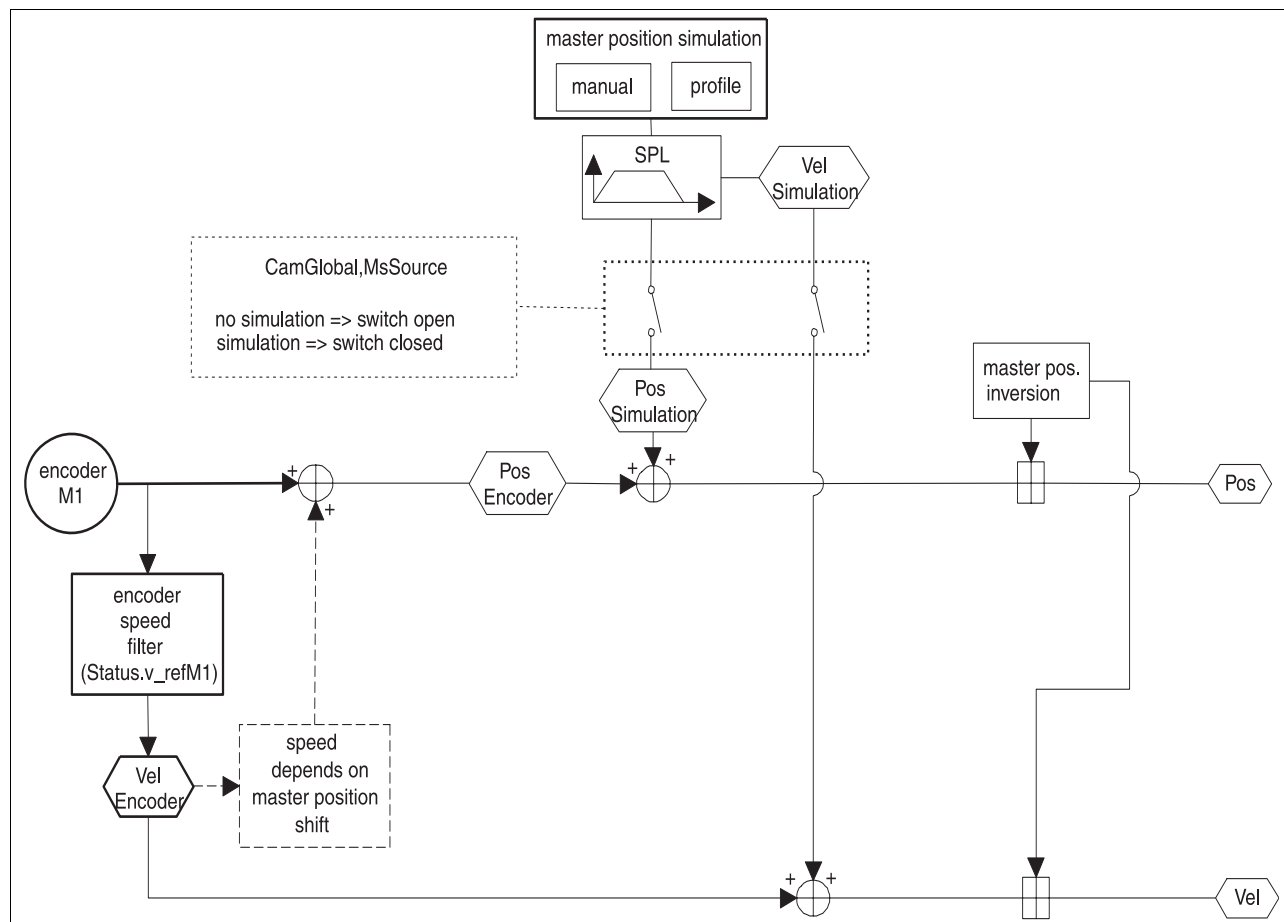 master position simulation
manual
profile
SPL
Vel
Simulation
CamGlobal,MsSource
no simulation => switch open
simulation => switch closed
Pos
Simulation
master pos.
inversion
encoder
M1
+
+
Pos
Encoder
+
+
Pos
encoder
speed
filter
(Status.v_refM1)
Vel
Encoder
speed
depends on
master position
shift
+
+
Vel